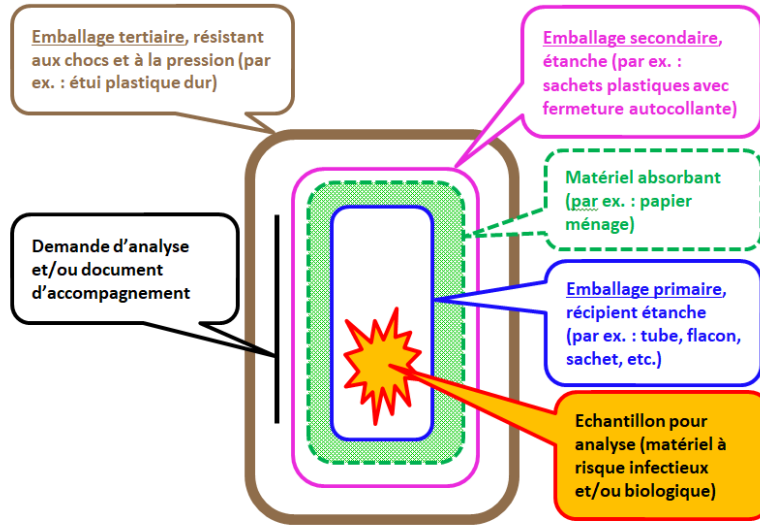 Emballage tertiaire, résistant
aux chocs et à la pression (par
ex. : étui plastique dur)
Emballage secondaire,
étanche (par ex. :
sachets plastiques avec
fermeture autocollante)
Matériel absorbant
(par ex. : papier
ménage)
Demande d’analyse
et/ou document
d’accompagnement
Emballage primaire,
récipient étanche
(par ex. : tube, flacon,
sachet, etc.)
Echantillon pour
analyse (matériel à
risque infectieux
et/ou biologique)